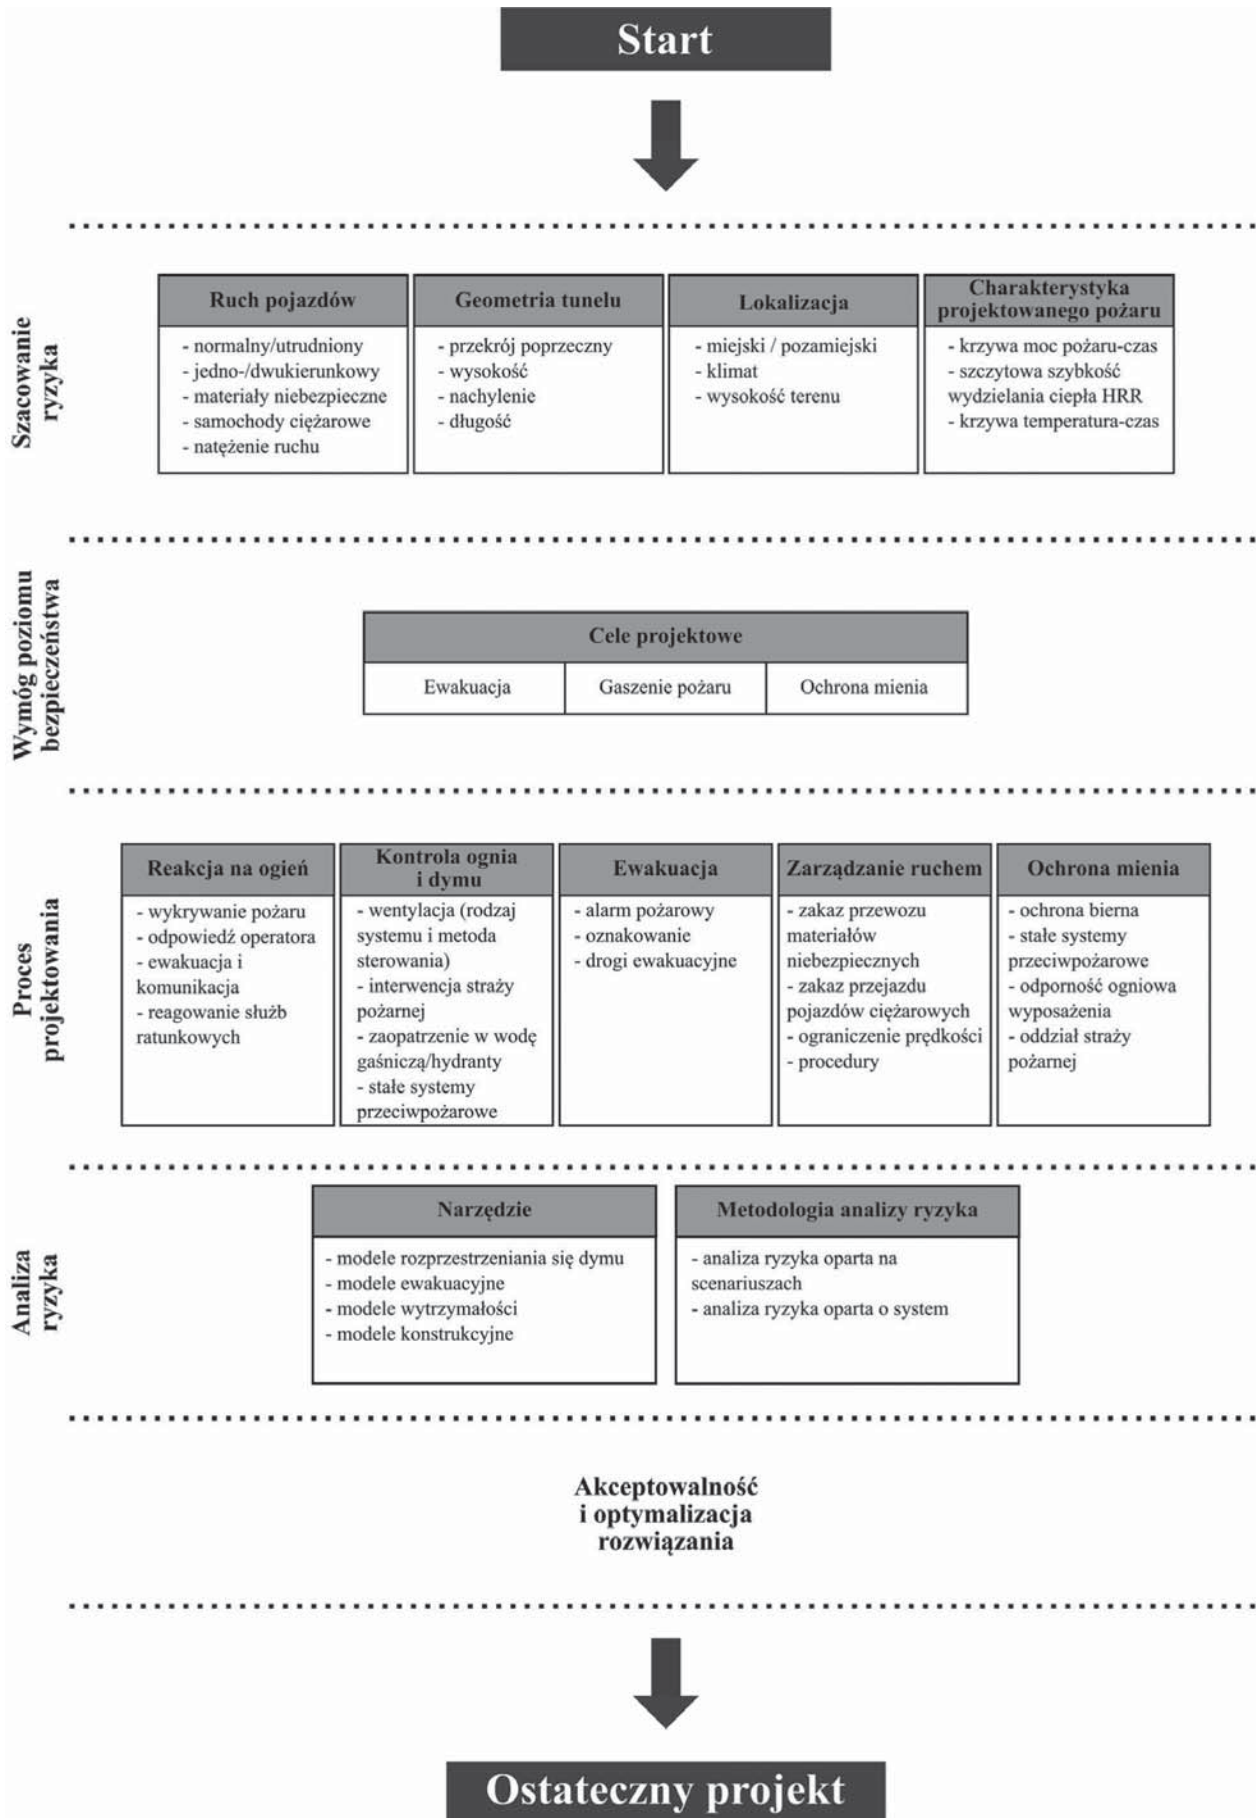 Start
Szacowanie
ryzyka
Ruch pojazdów
- normalny/utrudniony
- jedno-/dwukierunkowy
- materiały niebezpieczne
- samochody ciężarowe
- natężenie ruchu
Geometria tunelu
- przekrój poprzeczny
- wysokość
- nachylenie
- długość
Lokalizacja
- miejski / pozamiejski
- klimat
- wysokość terenu
Charakterystyka
projektowanego pożaru
- krzywa moc pożaru-czas
- szczytowa szybkość
wydzielania ciepła HRR
- krzywa temperatura-czas
Wymóg poziomu
bezpieczeństwa
Cele projektowe
Ewakuacja
Gaszenie pożaru
Ochrona mienia
Proces
projektowania
Reakcja na ogień
- wykrywanie pożaru
- odpowiedź operatora
- ewakuacja i
komunikacja
- reagowanie służb
ratunkowych
Kontrola ognia
i dymu
- wentylacja (rodzaj
systemu i metoda
sterowania)
- interwencja straży
pożarnej
- zaopatrzenie w wodę
gaśniczą/hydranty
- stałe systemy
przeciwpożarowe
Ewakuacja
- alarm pożarowy
- oznakowanie
- drogi ewakuacyjne
Zarządzanie ruchem
- zakaz przewozu
materiałów
niebezpiecznych
- zakaz przejazdu
pojazdów ciężarowych
- ograniczenie prędkości
- procedury
Ochrona mienia
- ochrona bierna
- stałe systemy
przeciwpożarowe
- odporność ogniowa
wyposażenia
- oddział straży
pożarnej
Analiza
ryzyka
Narzędzie
- modele rozprzestrzeniania się dymu
- modele ewakuacyjne
- modele wytrzymałości
- modele konstrukcyjne
Metodologia analizy ryzyka
- analiza ryzyka oparta na
scenariuszach
- analiza ryzyka oparta o system
Akceptowalność
i optymalizacja
rozwiązania
Ostateczny projekt